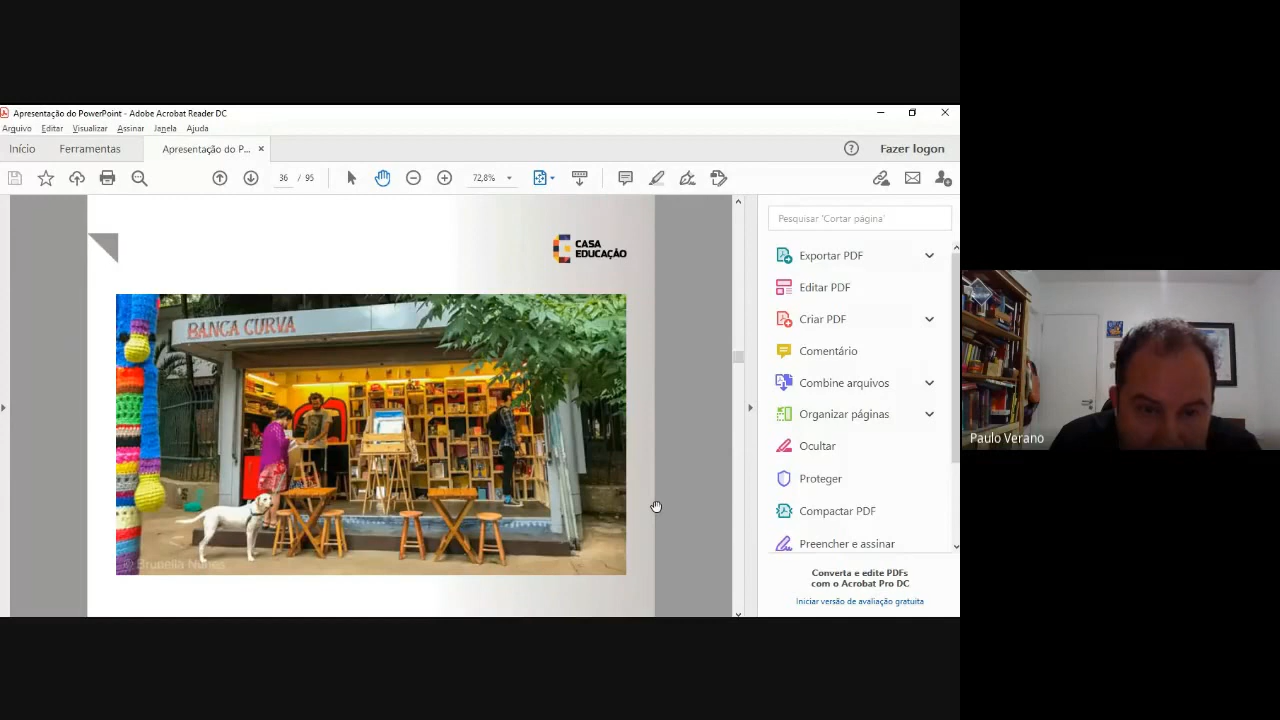 Apresentação do PowerPoint - Adobe Acrobat Reader DC
Arquivo Editar Visualizar Assinar Janela Ajuda
Início Ferramentas Apresentação do P... Fazer logon
36 / 95 72,8%
CASA
EDUCAÇÃO
BANCA CURVA
© Brunella Nunes
Pesquisar 'Cortar página'
Exportar PDF
Editar PDF
Criar PDF
Comentário
Combine arquivos
Organizar páginas
Ocultar
Proteger
Compactar PDF
Preencher e assinar
Converta e edite PDFs
com o Acrobat Pro DC
Iniciar versão de avaliação gratuita
Paulo Verano